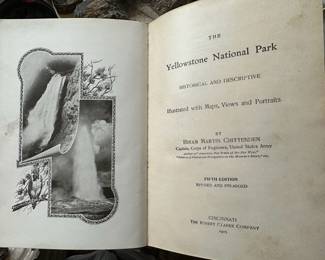 THE
Yellowstone National Park
HISTORICAL AND DESCRIPTIVE
Illustrated with Maps, Views and Portraits
BY
HIRAM MARTIN CHITTENDEN
Captain, Corps of Engineers, United States Army
FIFTH EDITION
REVISED AND ENLARGED
CINCINNATI
THE ROBERT CLARKE COMPANY